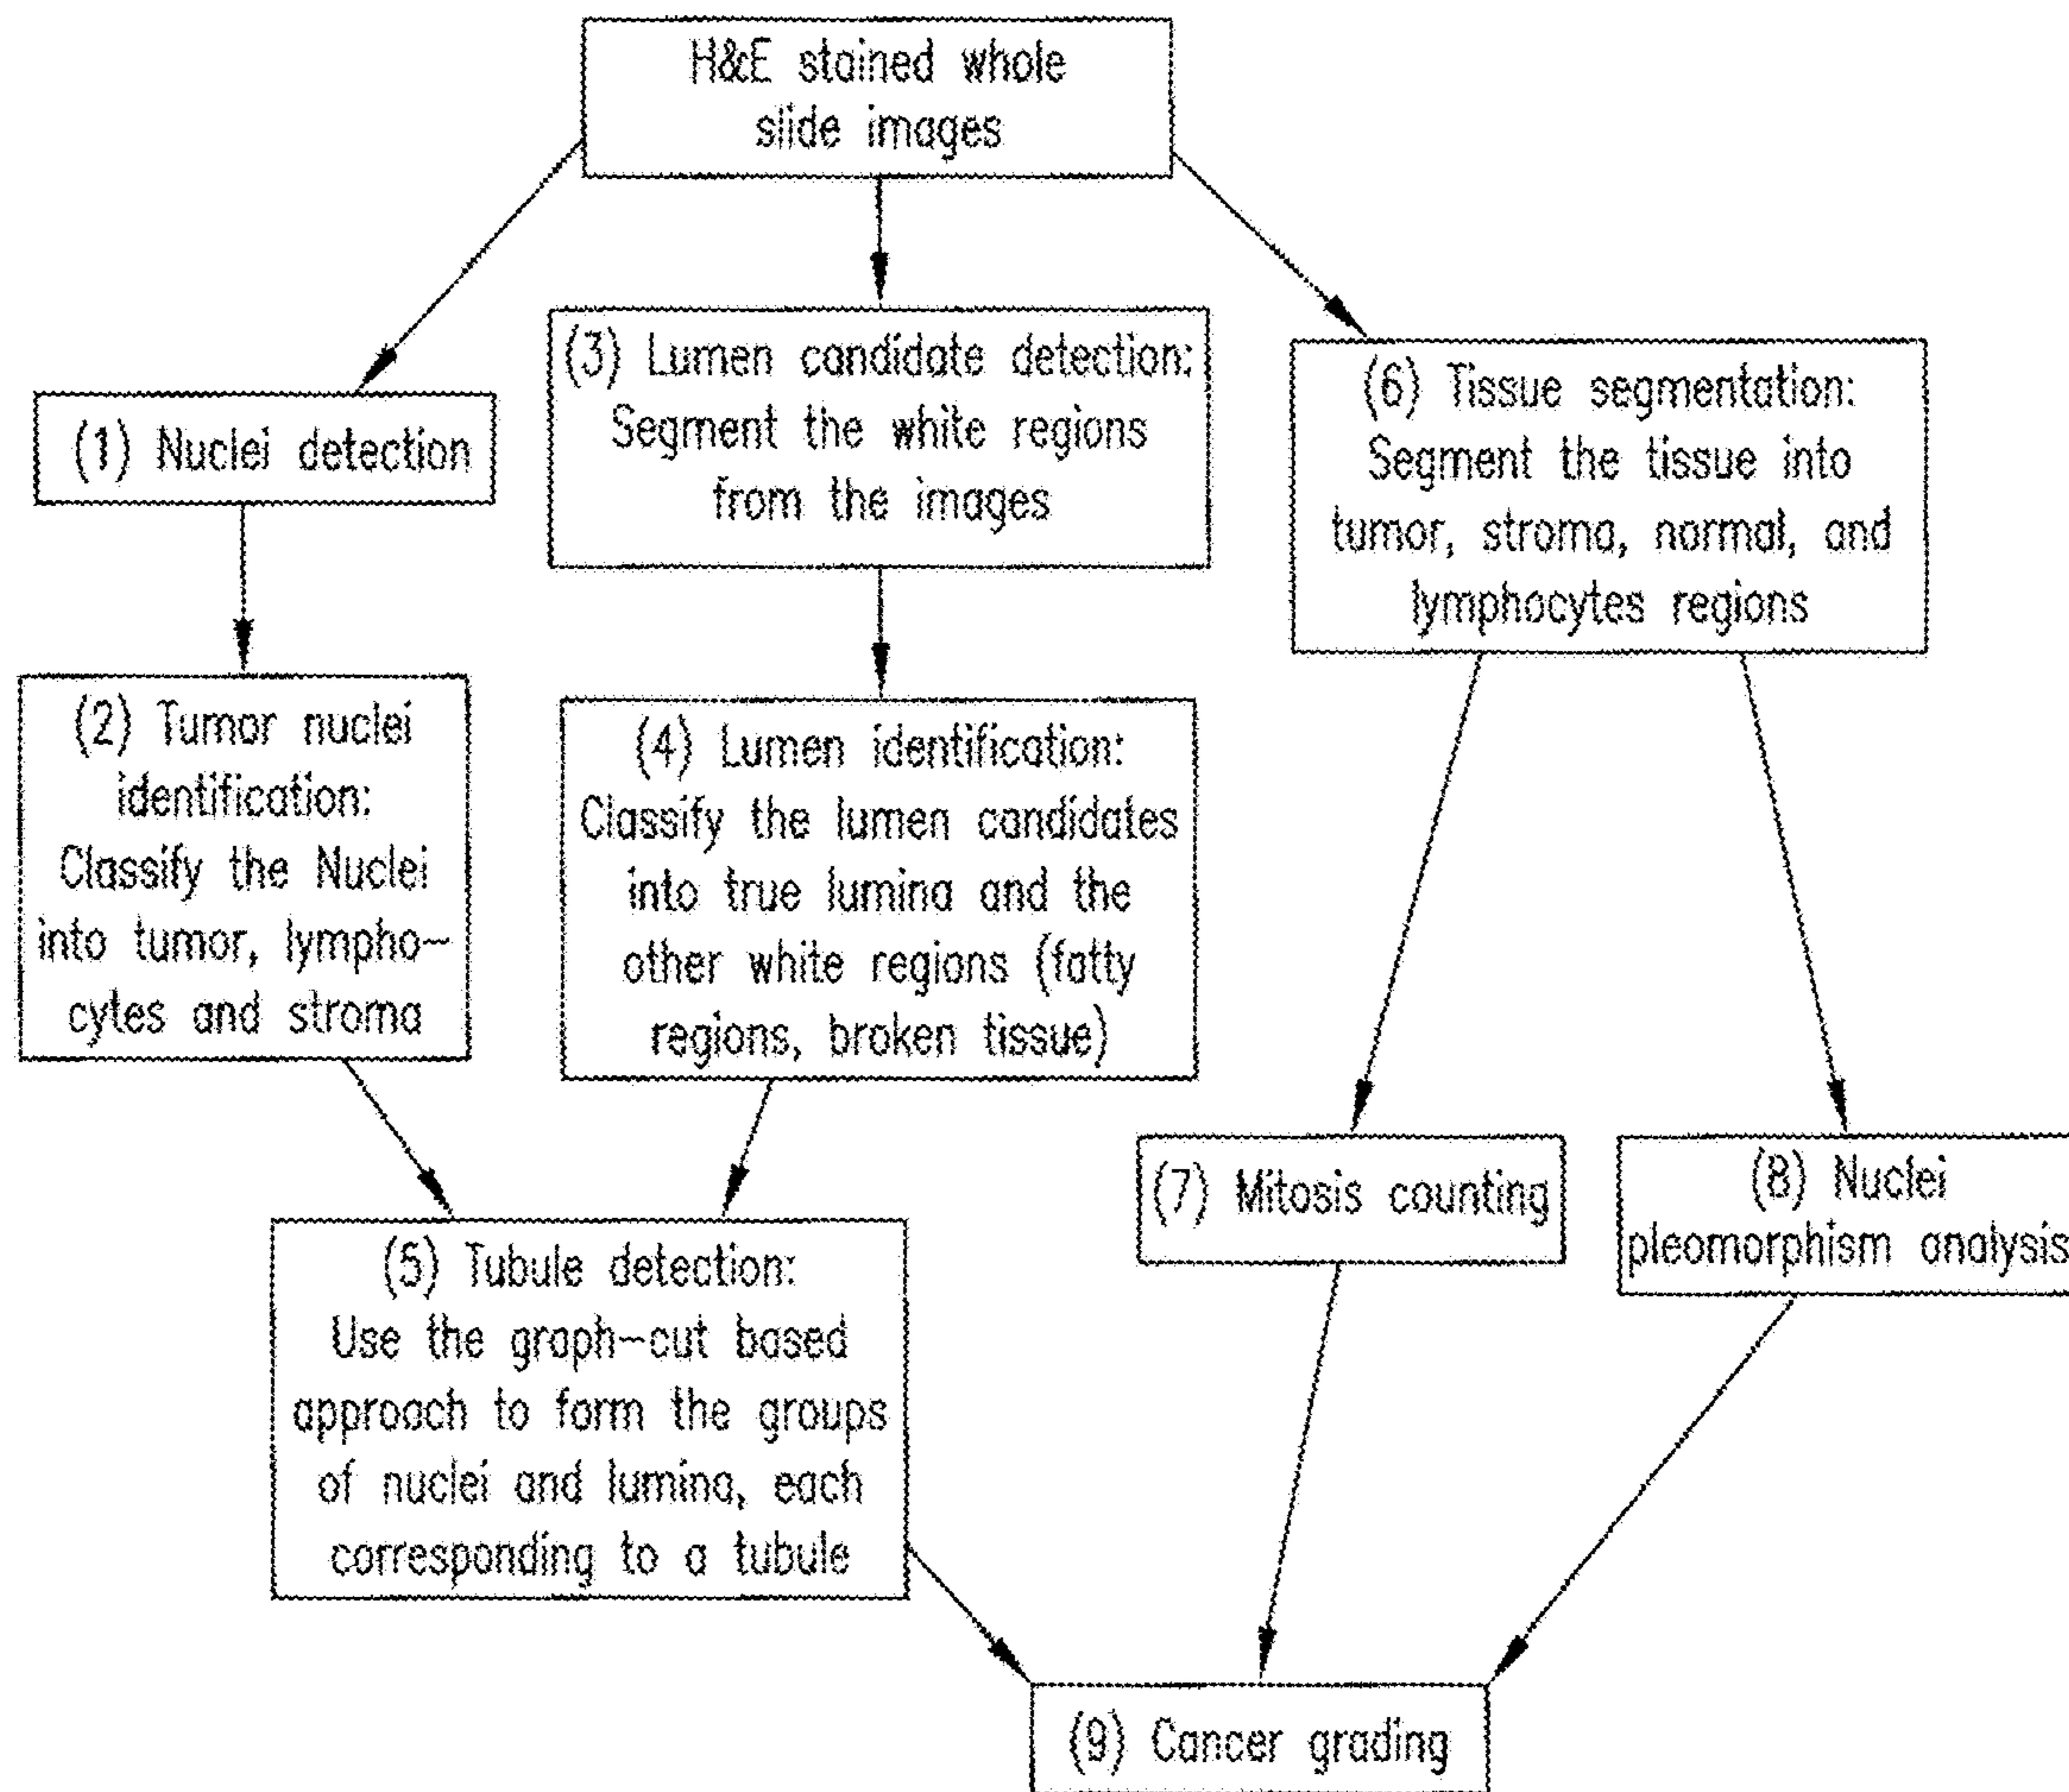 H&E stained whole
slide images
(1) Nuclei detection
(2) Tumor nuclei
identification:
Classify the Nuclei
into tumor, lympho-
cytes and stroma
(3) Lumen candidate detection:
Segment the white regions
from the images
(4) Lumen identification:
Classify the lumen candidates
into true lumina and the
other white regions (fatty
regions, broken tissue)
(5) Tubule detection:
Use the graph-cut based
approach to form the groups
of nuclei and lumina, each
corresponding to a tubule
(6) Tissue segmentation:
Segment the tissue into
tumor, stroma, normal, and
lymphocytes regions
(7) Mitosis counting
(8) Nuclei
pleomorphism analysis
(9) Cancer grading